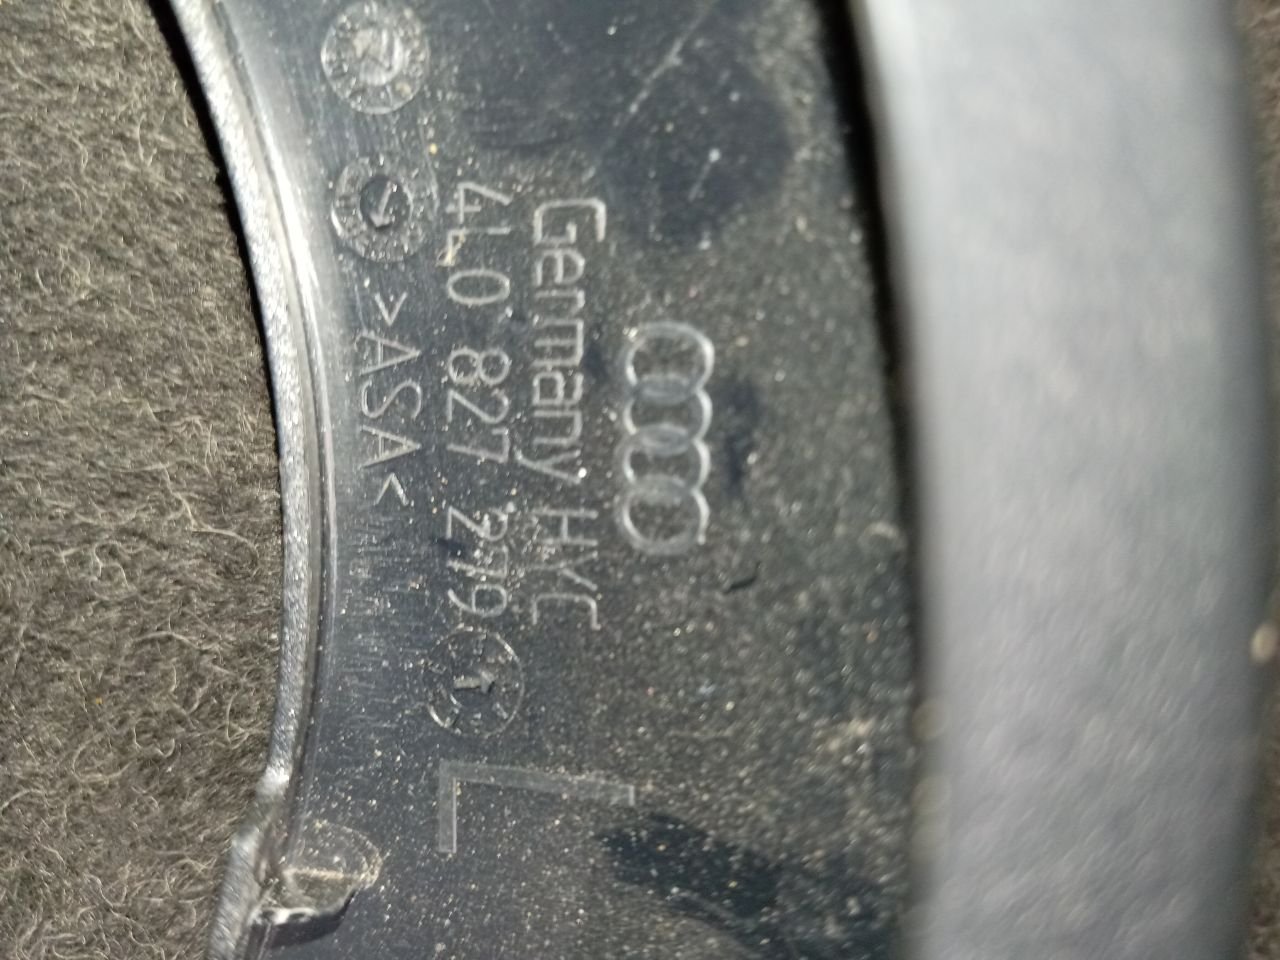 Germany HYC
4L0 827 279
>ASA<
L